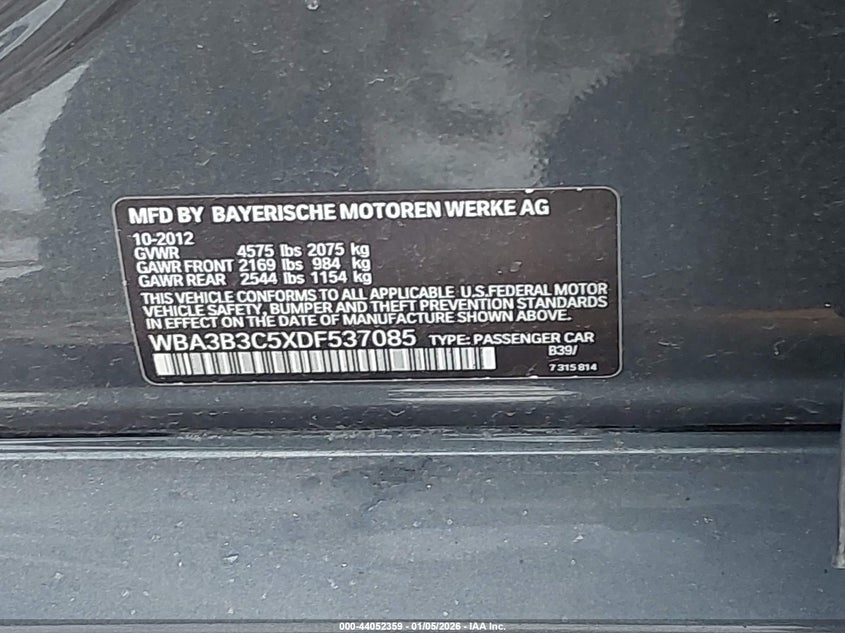 MFD BY BAYERISCHE MOTOREN WERKE AG
10-2012
GVWR 4575 lbs 2075 kg
GAWR FRONT 2169 lbs 984 kg
GAWR REAR 2544 lbs 1154 kg
THIS VEHICLE CONFORMS TO ALL APPLICABLE U.S.FEDERAL MOTOR
VEHICLE SAFETY, BUMPER AND THEFT PREVENTION STANDARDS
IN EFFECT ON THE DATE OF MANUFACTURE SHOWN ABOVE.
WBA3B3C5XDF537085 TYPE: PASSENGER CAR
B39/
7 315 814
000-44052359 - 01/05/2026 - IAA Inc.